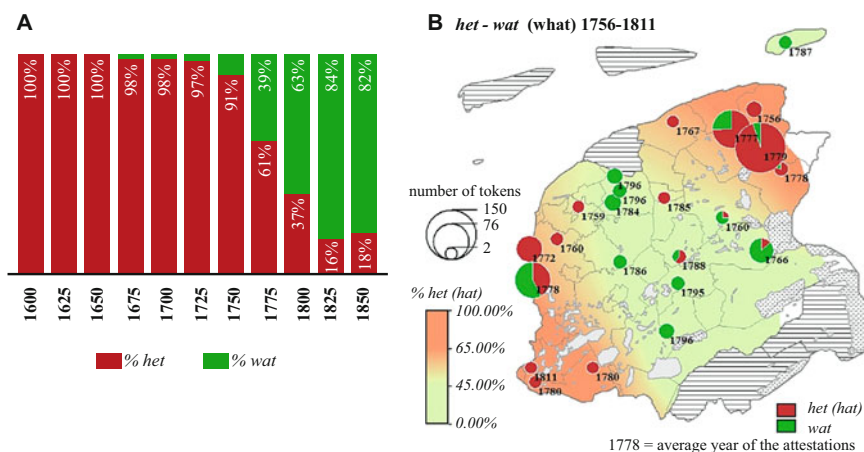 A
100% 100% 100% 98% 98% 97% 91% 39% 63% 84% 82%
61% 37% 16% 18%
1600 1625 1650 1675 1700 1725 1750 1775 1800 1825 1850
% het % wat
B het - wat (what) 1756-1811
1787
1756
1767
1777
1779
1778
1796
1796
1784
1785
1759
1760
1760
1772
1766
1786
1788
1778
1795
1796
1811
1780
1780
number of tokens
150
76
2
% het (hat)
100.00%
65.00%
45.00%
0.00%
het (hat)
wat
1778 = average year of the attestations